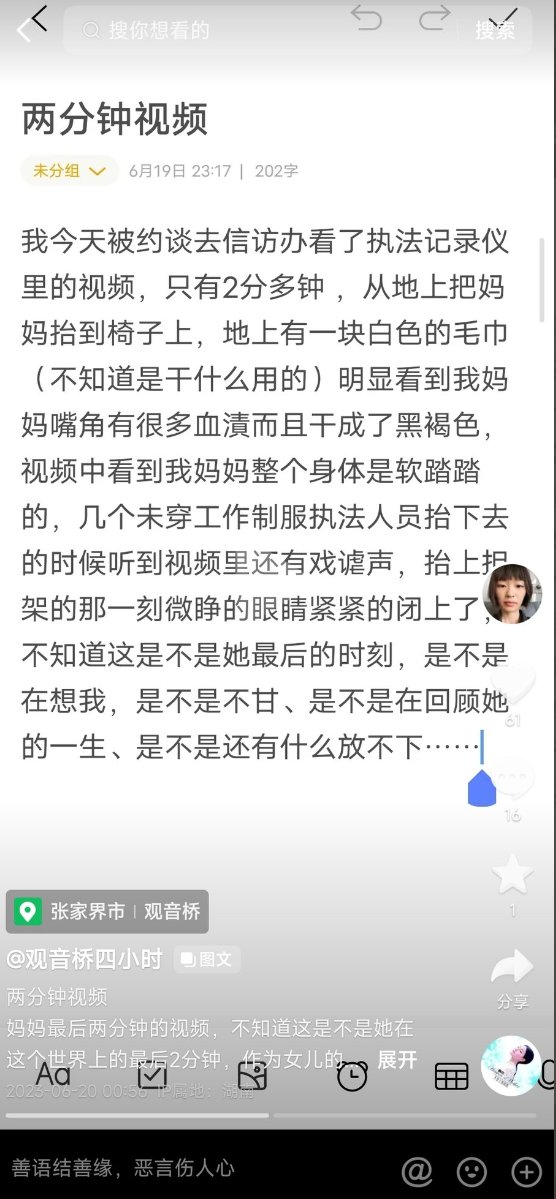 搜你想看的
搜索
两分钟视频
未分组
6月19日 23:17 | 202字
我今天被约谈去信访办看了执法记录仪
里的视频，只有2分多钟 ，从地上把妈
妈抬到椅子上，地上有一块白色的毛巾
（不知道是干什么用的）明显看到我妈
妈嘴角有很多血渍而且干成了黑褐色，
视频中看到我妈妈整个身体是软踏踏
的，几个未穿工作制服执法人员抬下去
的时候听到视频里还有戏谑声，抬上担
架的那一刻微睁的眼睛紧紧的闭上了，
不知道这是不是她最后的时刻，是不是
在想我，是不是不甘、是不是在回顾她
的一生、是不是还有什么放不下……
61
16
1
分享
张家界市 | 观音桥
@观音桥四小时 图文
两分钟视频
妈妈最后两分钟的视频，不知道这是不是她在
这个世界上的最后2分钟，作为女儿的... 展开
Aa
2023-06-20 00:56 IP属地：湖南
善语结善缘，恶言伤人心
@